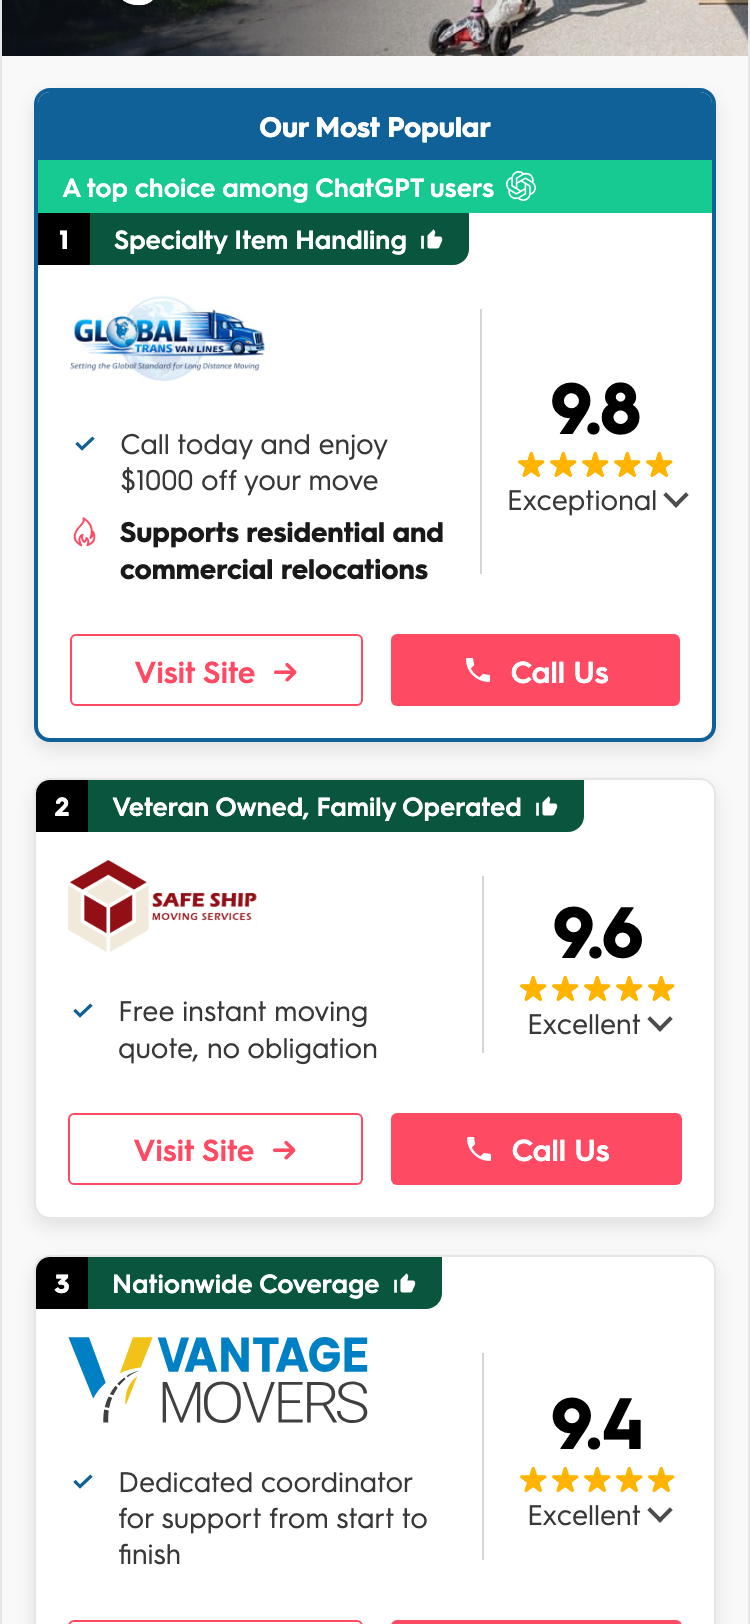 Our Most Popular
A top choice among ChatGPT users
1 Specialty Item Handling
GLOBAL
TRANS VAN LINES
Setting the Global Standard for Long Distance Moving
Call today and enjoy
$1000 off your move
Supports residential and
commercial relocations
9.8
Exceptional
Visit Site →
Call Us
2 Veteran Owned, Family Operated
SAFE SHIP
MOVING SERVICES
Free instant moving
quote, no obligation
9.6
Excellent
Visit Site →
Call Us
3 Nationwide Coverage
VANTAGE
MOVERS
Dedicated coordinator
for support from start to
finish
9.4
Excellent